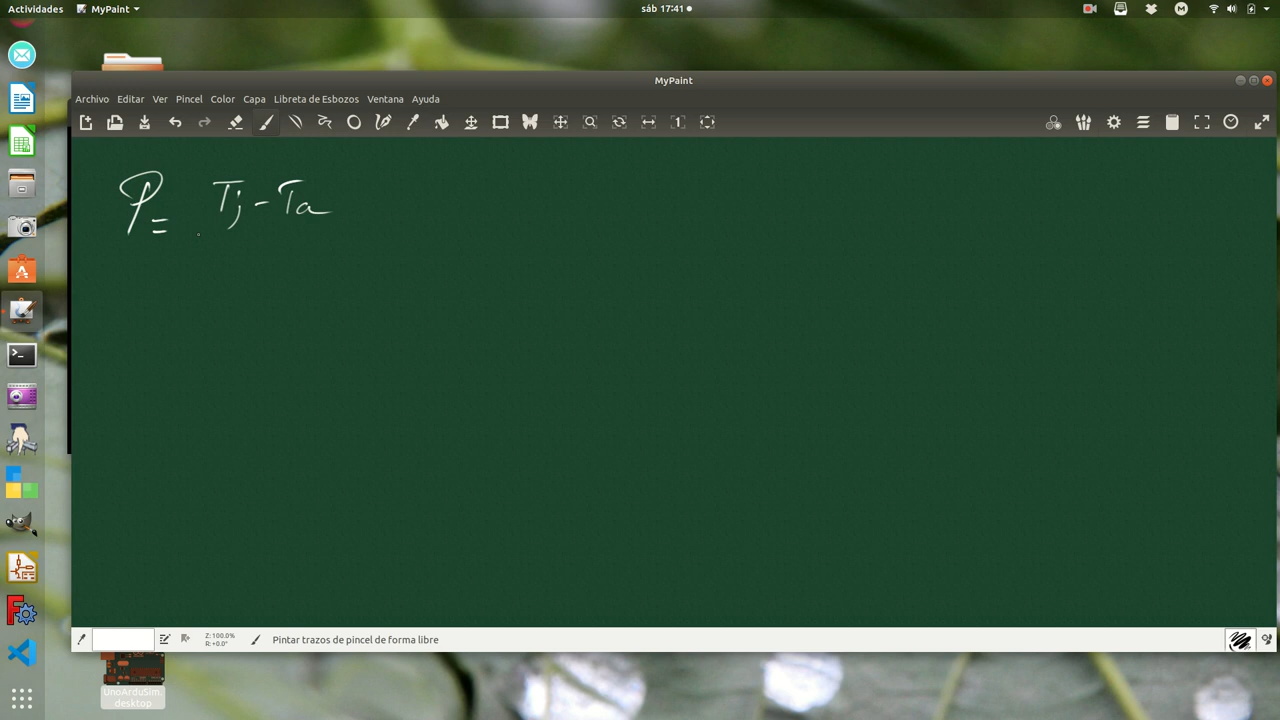 Actividades MyPaint sáb 17:41
MyPaint
Archivo Editar Ver Pincel Color Capa Libreta de Esbozos Ventana Ayuda
P= Tj-Ta
Z:100.0%
R:+0.0°
Pintar trazos de pincel de forma libre
UnoArduSim.
desktop